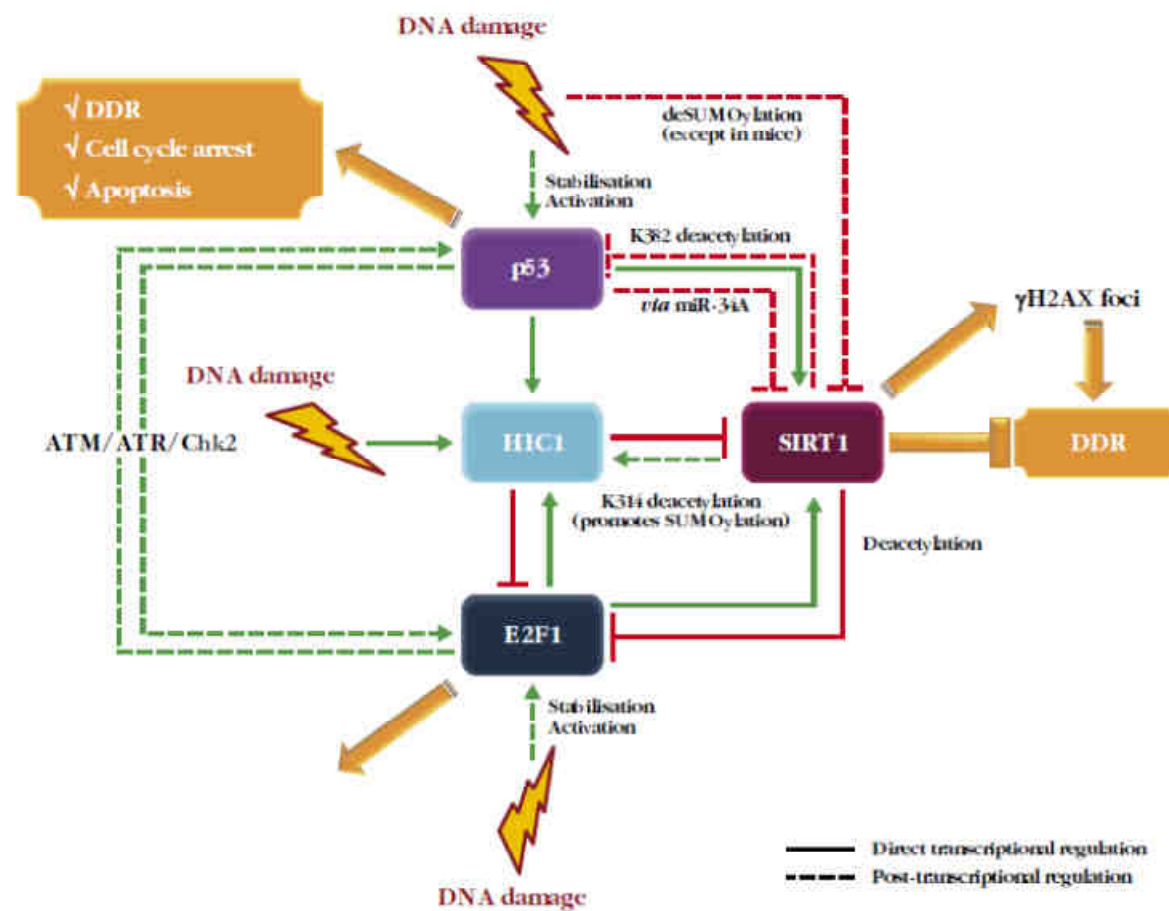 DNA damage
√ DDR
√ Cell cycle arrest
√ Apoptosis
deSUMOylation
(except in mice)
Stabilisation
Activation
p53
K382 deacetylation
via miR-34A
γH2AX foci
DNA damage
ATM/ATR/Chk2
HIC1
SIRT1
DDR
K314 deacetylation
(promotes SUMOylation)
Deacetylation
E2F1
Stabilisation
Activation
DNA damage
Direct transcriptional regulation
Post-transcriptional regulation